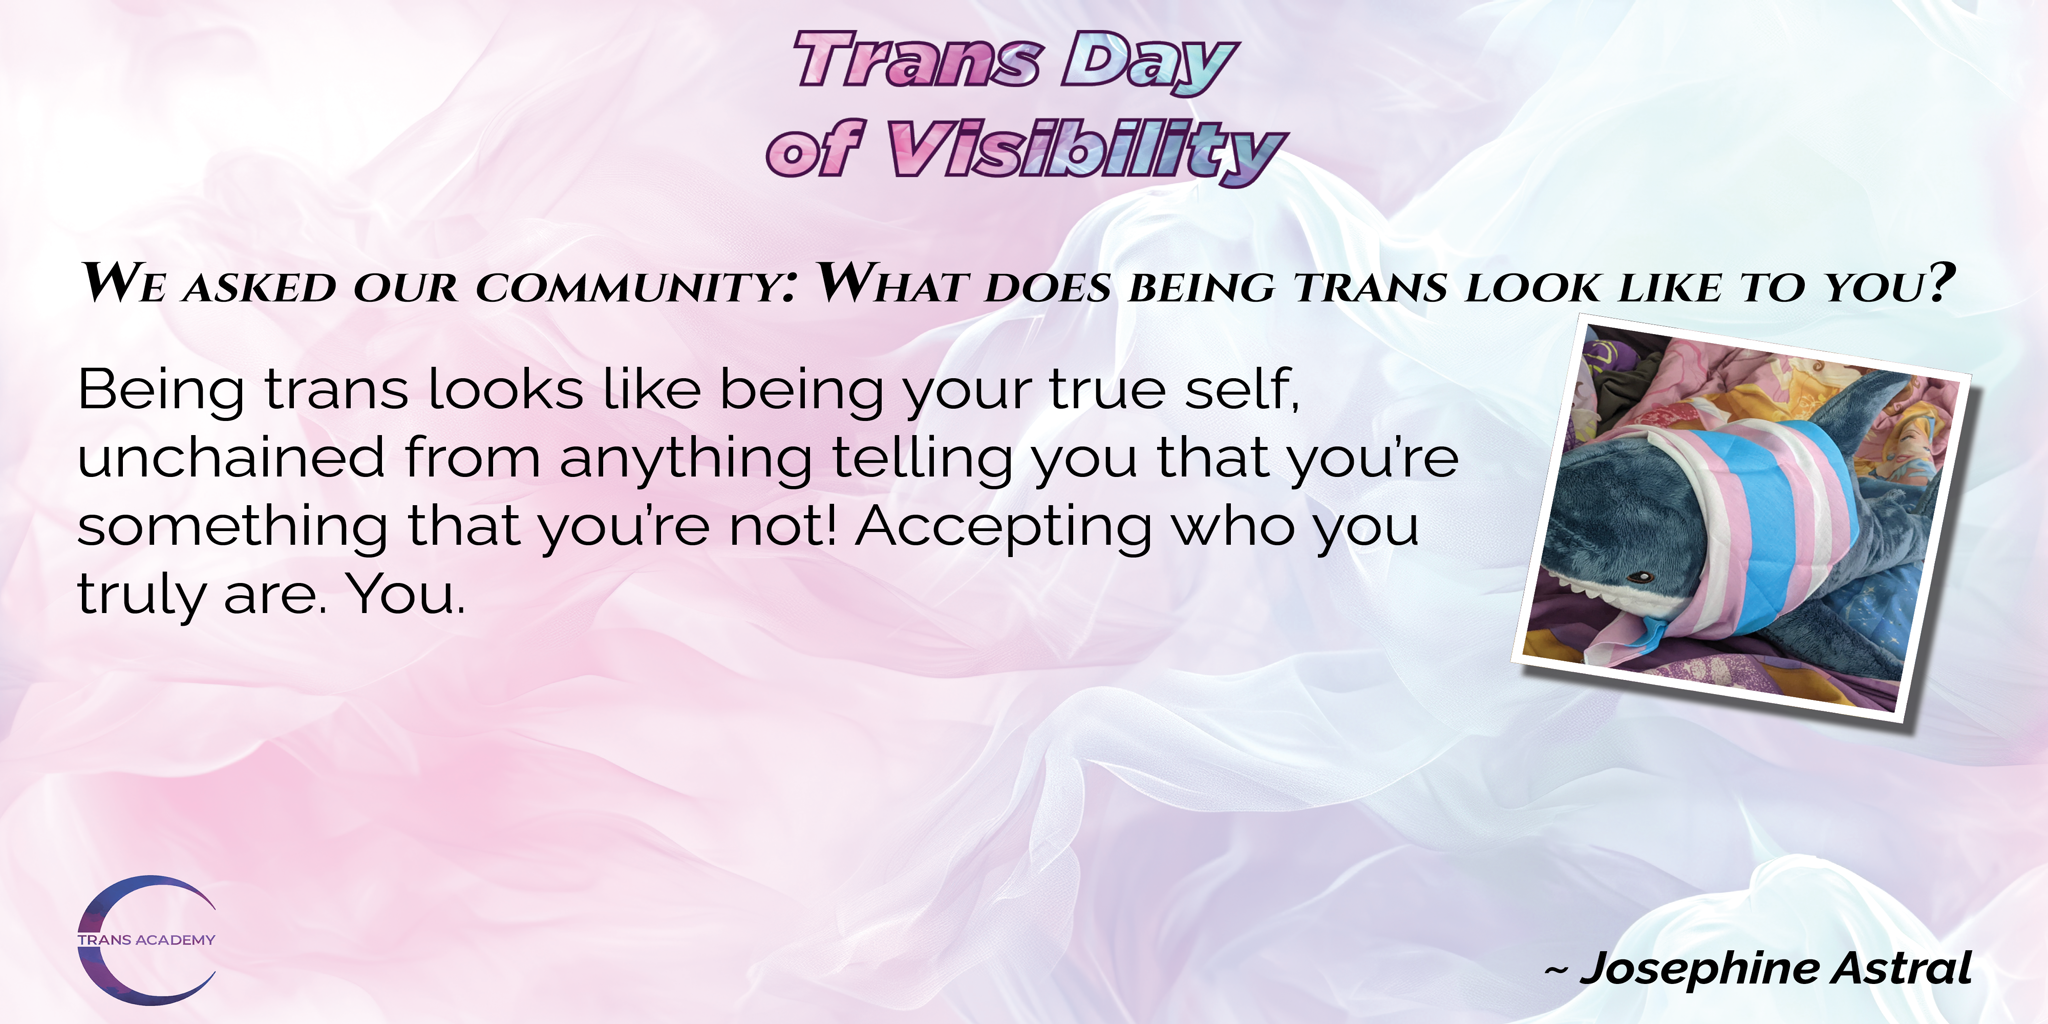 Trans Day
of Visibility
We asked our community: What does being trans look like to you?
Being trans looks like being your true self,
unchained from anything telling you that you’re
something that you’re not! Accepting who you
truly are. You.
TRANS ACADEMY
~ Josephine Astral